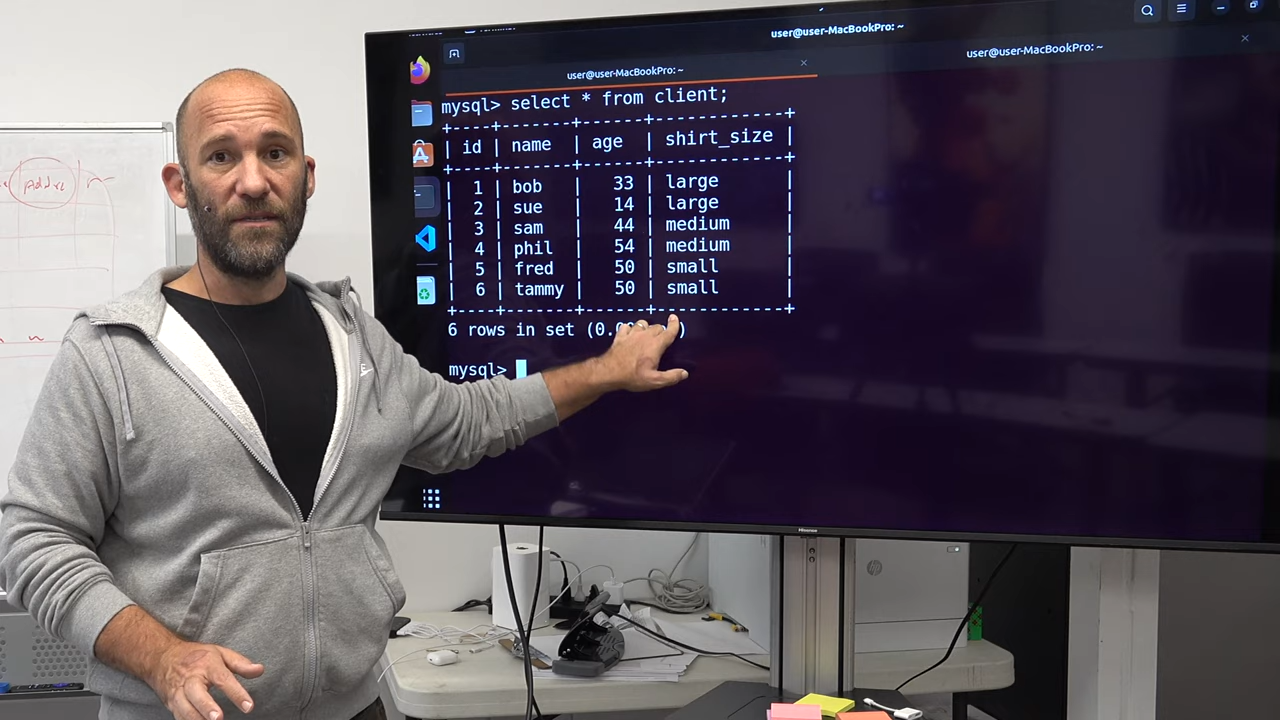 user@user-MacBookPro: ~
user@user-MacBookPro: ~
user@user-MacBookPro: ~
mysql> select * from client;
+----+-------+------+------------+
| id | name | age | shirt_size |
+----+-------+------+------------+
| 1 | bob | 33 | large |
| 2 | sue | 14 | large |
| 3 | sam | 44 | medium |
| 4 | phil | 54 | medium |
| 5 | fred | 50 | small |
| 6 | tammy | 50 | small |
+----+-------+------+------------+
6 rows in set (0.0
mysql>
Hisense
hp